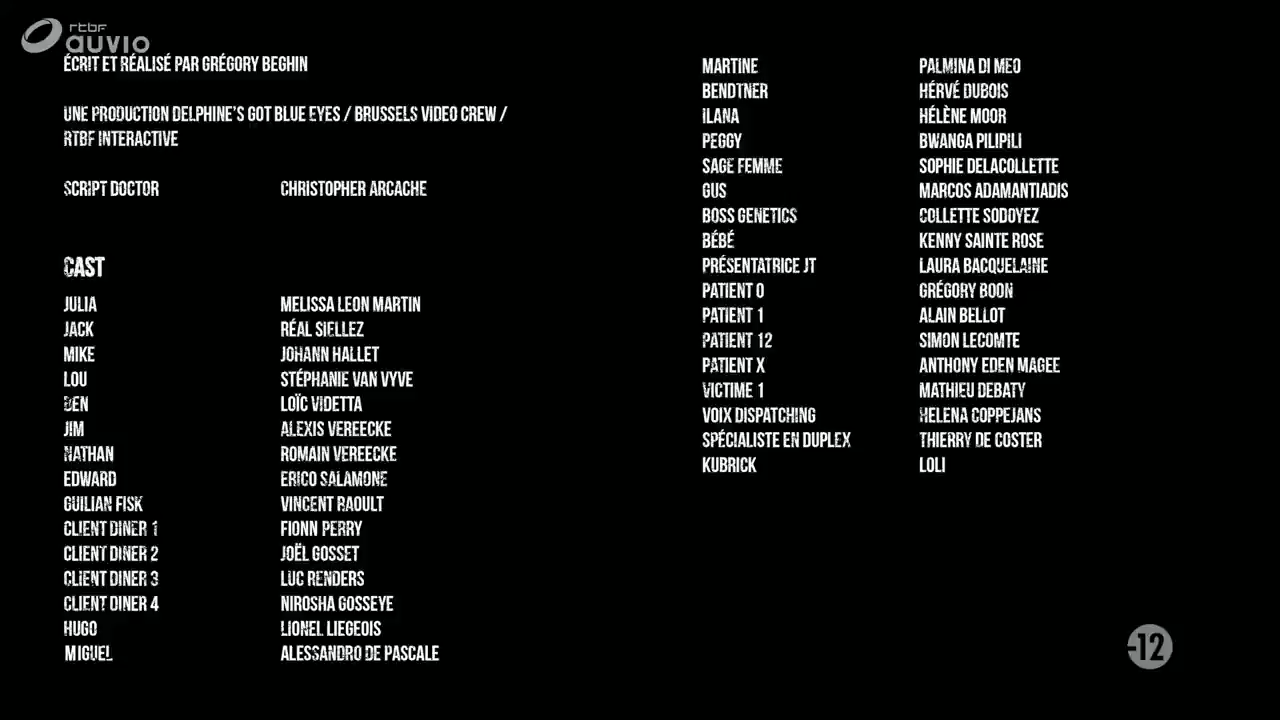 rtbf
auvio
ÉCRIT ET RÉALISÉ PAR GRÉGORY BEGHIN
UNE PRODUCTION DELPHINE'S GOT BLUE EYES / BRUSSELS VIDEO CREW /
RTBF INTERACTIVE
SCRIPT DOCTOR CHRISTOPHER ARCACHE
CAST
JULIA MELISSA LEON MARTIN
JACK RÉAL SIELLEZ
MIKE JOHANN HALLET
LOU STÉPHANIE VAN VYVE
BEN LOÏC VIDETTA
JIM ALEXIS VEREECKE
NATHAN ROMAIN VEREECKE
EDWARD ERICO SALAMONE
GUILIAN FISK VINCENT RAOULT
CLIENT DINER 1 FIONN PERRY
CLIENT DINER 2 JOËL GOSSET
CLIENT DINER 3 LUC RENDERS
CLIENT DINER 4 NIROSHA GOSSEYE
HUGO LIONEL LIEGEOIS
MIGUEL ALESSANDRO DE PASCALE
MARTINE PALMINA DI MEO
BENDTNER HÉRVÉ DUBOIS
ILANA HÉLÈNE MOOR
PEGGY BWANGA PILIPILI
SAGE FEMME SOPHIE DELACOLLETTE
GUS MARCOS ADAMANTIADIS
BOSS GENETICS COLLETTE SODOYEZ
BÉBÉ KENNY SAINTE ROSE
PRÉSENTATRICE JT LAURA BACQUELAINE
PATIENT 0 GRÉGORY BOON
PATIENT 1 ALAIN BELLOT
PATIENT 12 SIMON LECOMTE
PATIENT X ANTHONY EDEN MAGEE
VICTIME 1 MATHIEU DEBATY
VOIX DISPATCHING HELENA COPPEJANS
SPÉCIALISTE EN DUPLEX THIERRY DE COSTER
KUBRICK LOLI
-12